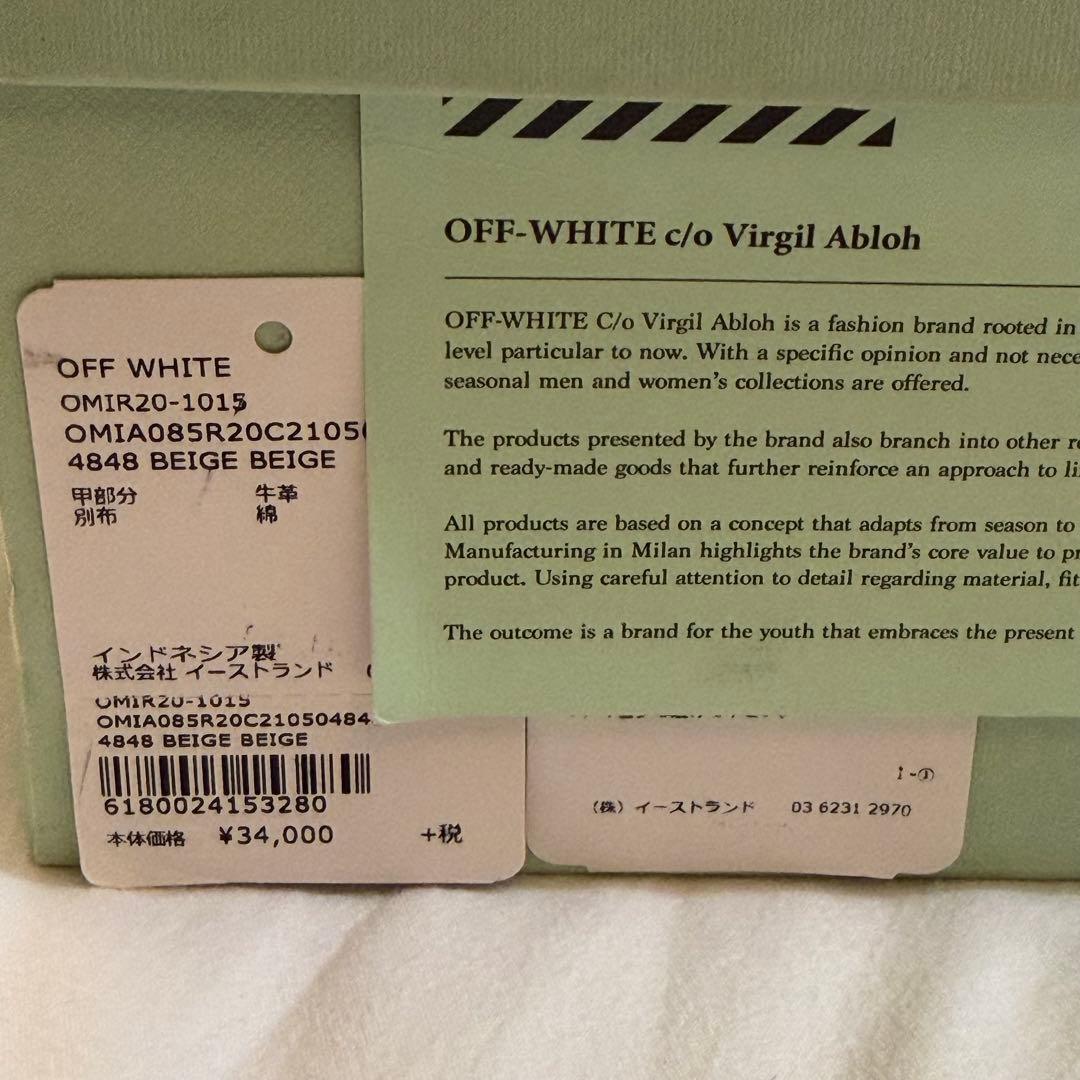 OFF-WHITE c/o Virgil Abloh
OFF-WHITE C/o Virgil Abloh is a fashion brand rooted in
level particular to now. With a specific opinion and not
seasonal men and women's collections are offered.
The products presented by the brand also branch into other
and ready-made goods that further reinforce an approach to
All products are based on a concept that adapts from season to
Manufacturing in Milan highlights the brand's core value to
product. Using careful attention to detail regarding material,
The outcome is a brand for the youth that embraces the present
OFF WHITE
OMIR20-1015
OMIA085R20C2105
4848 BEIGE BEIGE
甲部分 牛革
別布 綿
インドネシア製
株式会社 イーストランド
OMIR20-1015
OMIA085R20C21050484
4848 BEIGE BEIGE
6180024153280
本体価格 ¥34,000 +税
1-①
(株) イーストランド 03 6231 2970